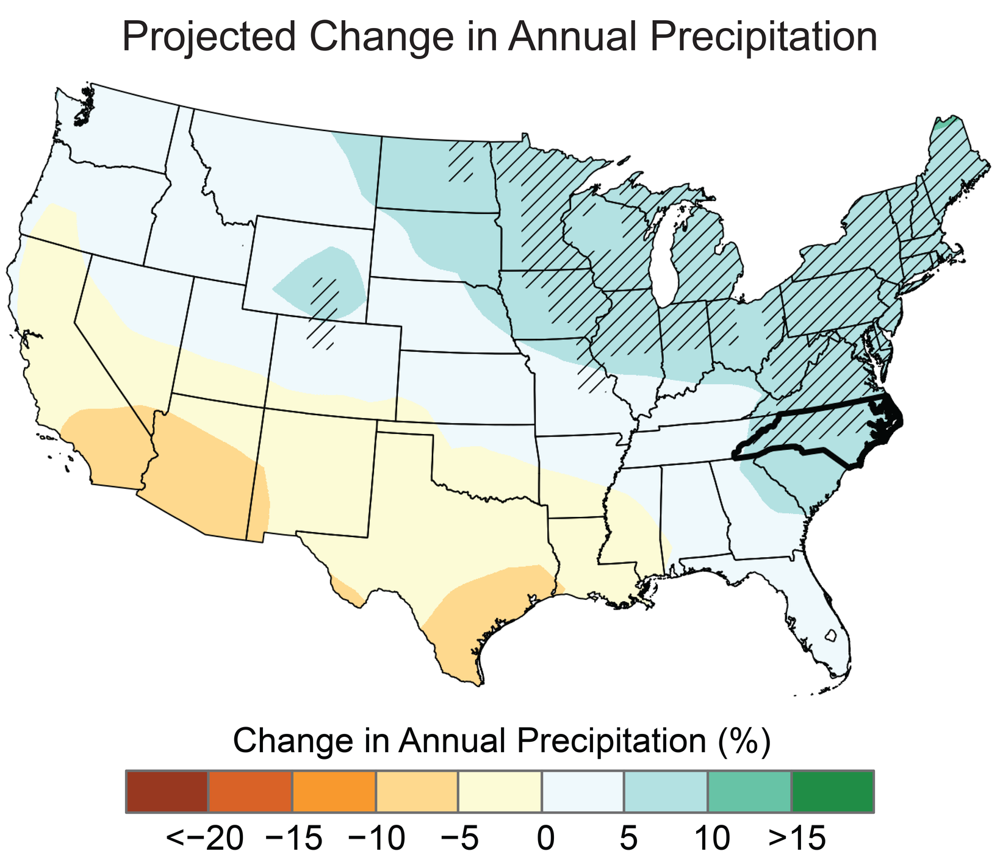 Projected Change in Annual Precipitation
Change in Annual Precipitation (%)
<−20 −15 −10 −5 0 5 10 >15